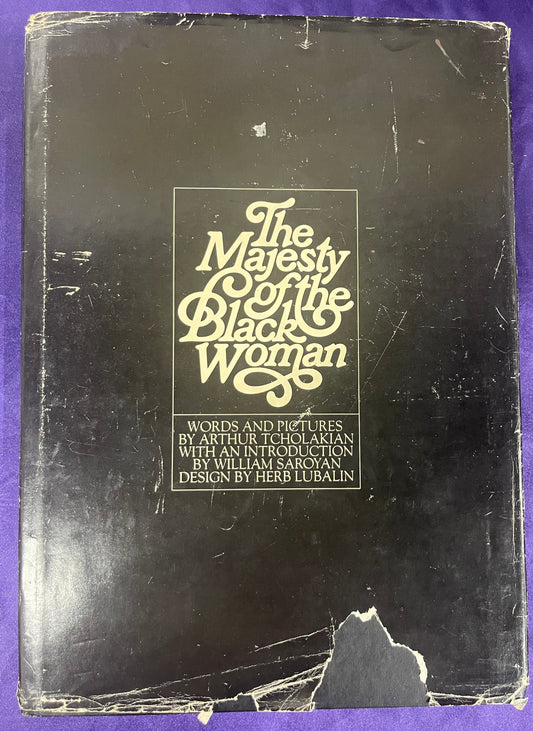 The
Majesty
of the
Black
Woman
WORDS AND PICTURES
BY ARTHUR TCHOLAKIAN
WITH AN INTRODUCTION
BY WILLIAM SAROYAN
DESIGN BY HERB LUBALIN